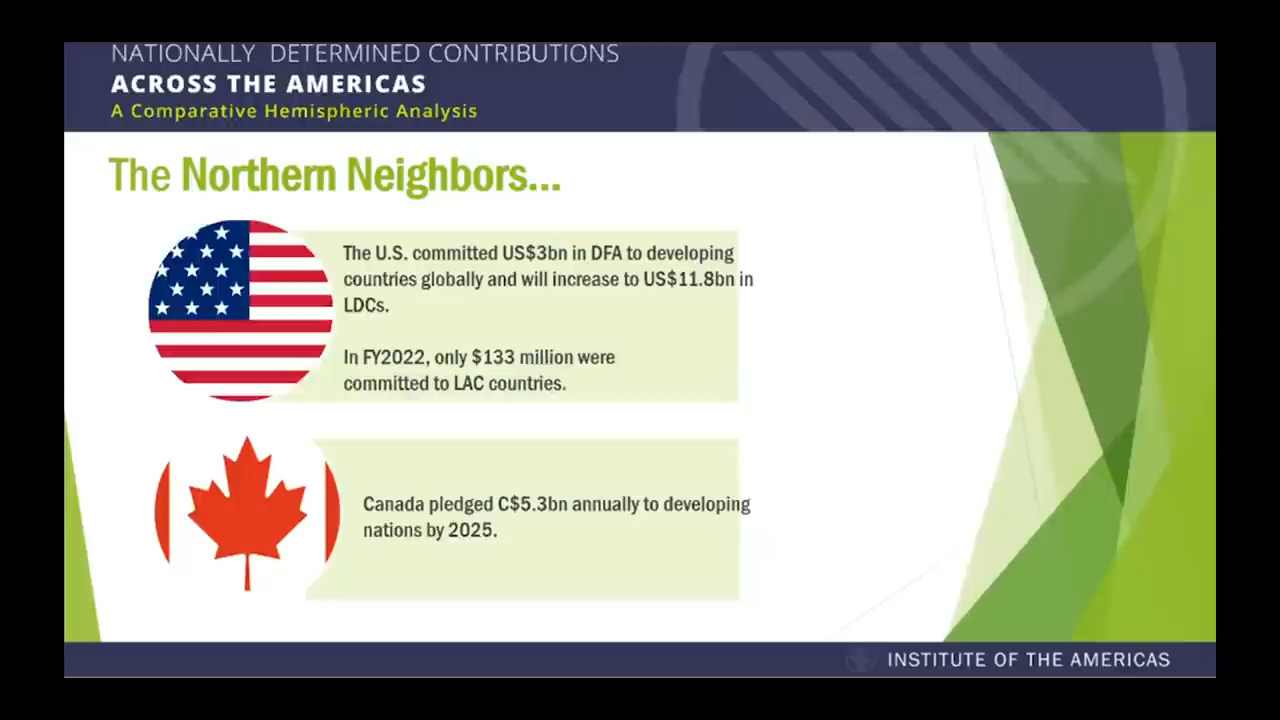 NATIONALLY DETERMINED CONTRIBUTIONS
ACROSS THE AMERICAS
A Comparative Hemispheric Analysis
The Northern Neighbors...
The U.S. committed US$3bn in DFA to developing
countries globally and will increase to US$11.8bn in
LDCs.
In FY2022, only $133 million were
committed to LAC countries.
Canada pledged C$5.3bn annually to developing
nations by 2025.
INSTITUTE OF THE AMERICAS